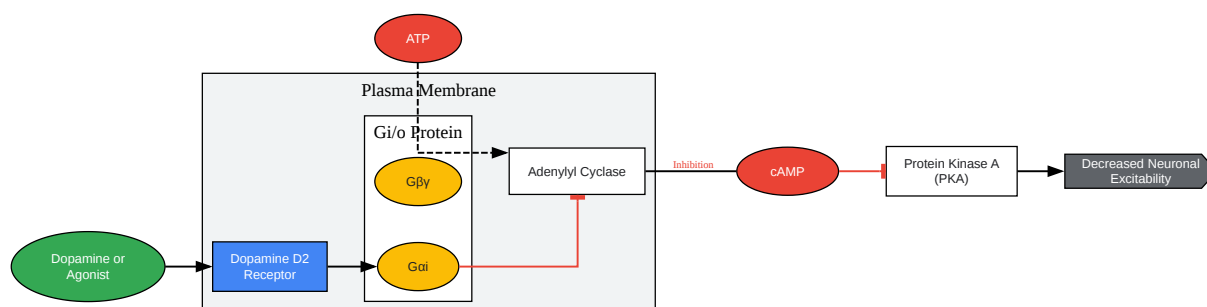 ATP
Plasma Membrane
Gi/o Protein
Gβγ
Adenylyl Cyclase
Inhibition
cAMP
Protein Kinase A
(PKA)
Decreased Neuronal
Excitability
Dopamine or
Agonist
Dopamine D2
Receptor
Gαi